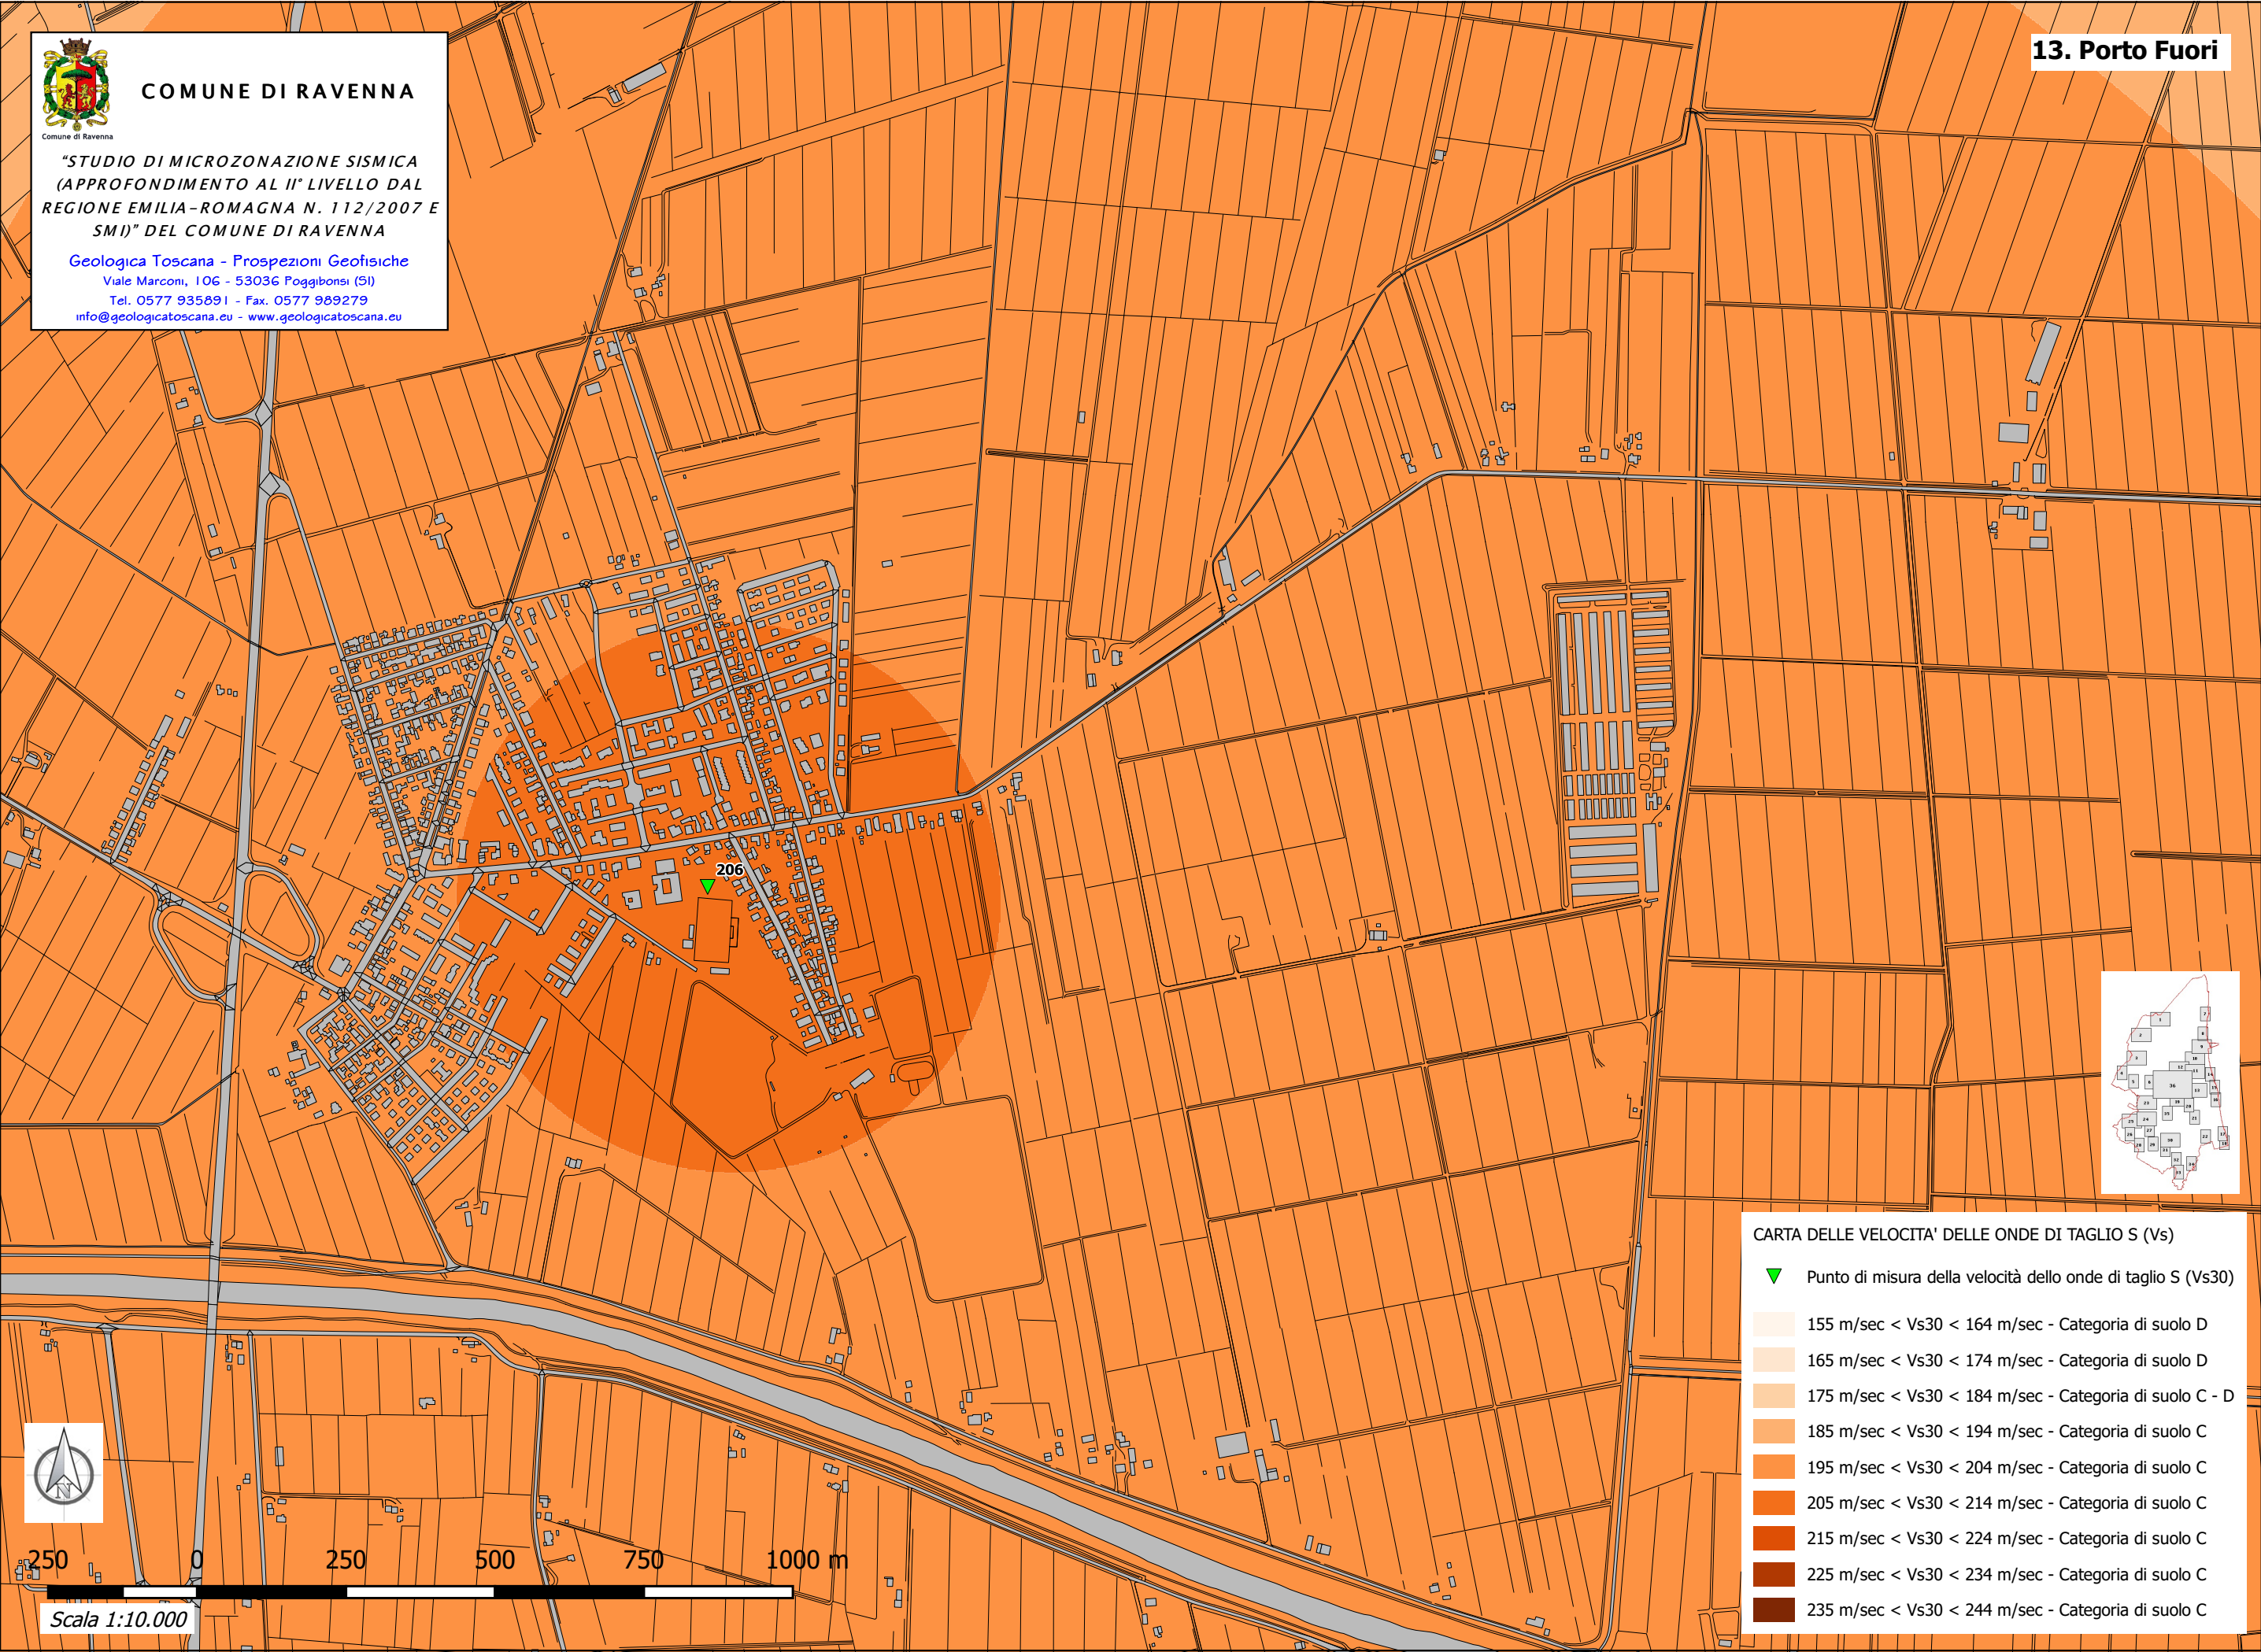 13. Porto Fuori
Comune di Ravenna
COMUNE DI RAVENNA
"STUDIO DI MICROZONAZIONE SISMICA
(APPROFONDIMENTO AL II° LIVELLO DAL
REGIONE EMILIA-ROMAGNA N. 112/2007 E
SMI)" DEL COMUNE DI RAVENNA
Geologica Toscana - Prospezioni Geofisiche
Viale Marconi, 106 - 53036 Poggibonsi (SI)
Tel. 0577 935891 - Fax. 0577 989279
info@geologicatoscana.eu - www.geologicatoscana.eu
206
CARTA DELLE VELOCITA' DELLE ONDE DI TAGLIO S (Vs)
Punto di misura della velocità dello onde di taglio S (Vs30)
155 m/sec < Vs30 < 164 m/sec - Categoria di suolo D
165 m/sec < Vs30 < 174 m/sec - Categoria di suolo D
175 m/sec < Vs30 < 184 m/sec - Categoria di suolo C - D
185 m/sec < Vs30 < 194 m/sec - Categoria di suolo C
195 m/sec < Vs30 < 204 m/sec - Categoria di suolo C
205 m/sec < Vs30 < 214 m/sec - Categoria di suolo C
215 m/sec < Vs30 < 224 m/sec - Categoria di suolo C
225 m/sec < Vs30 < 234 m/sec - Categoria di suolo C
235 m/sec < Vs30 < 244 m/sec - Categoria di suolo C
N
250 0 250 500 750 1000 m
Scala 1:10.000